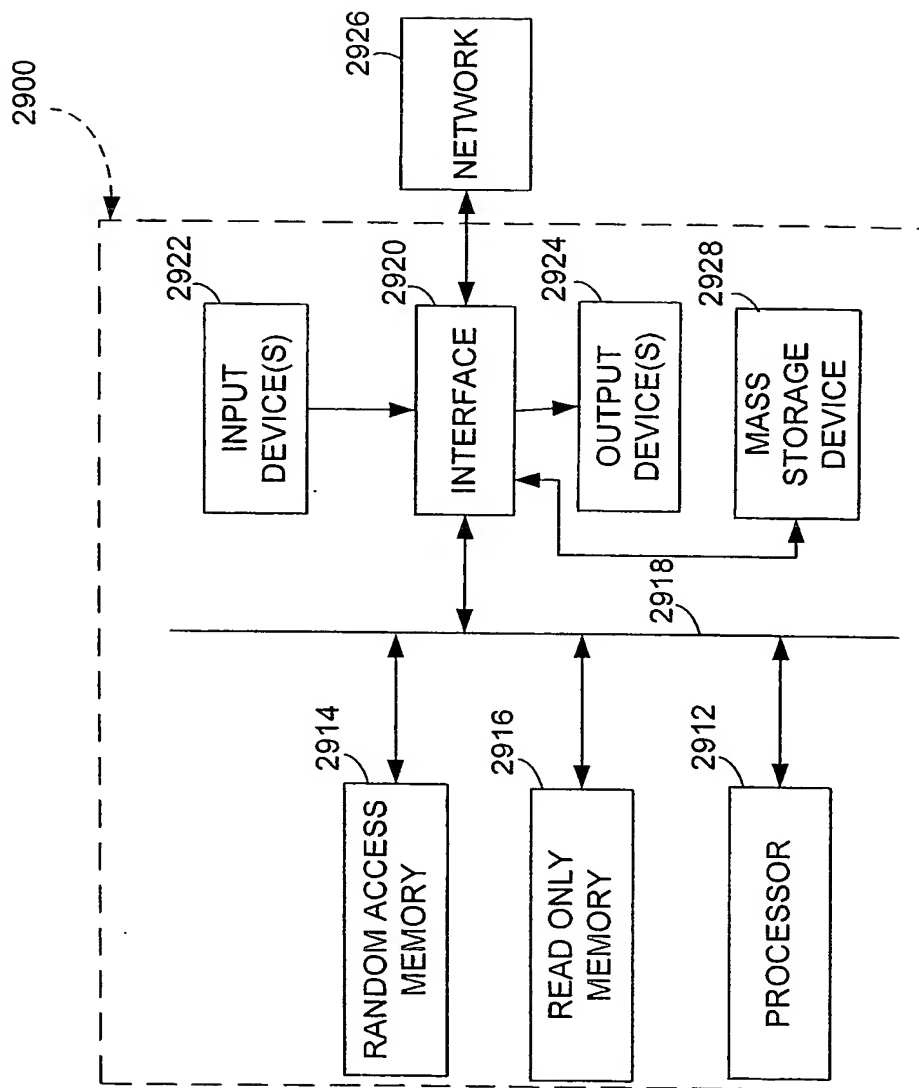 2900
2922
INPUT
DEVICE(S)
2920
INTERFACE
2926
NETWORK
2924
OUTPUT
DEVICE(S)
2928
MASS
STORAGE
DEVICE
2918
2914
RANDOM ACCESS
MEMORY
2916
READ ONLY
MEMORY
2912
PROCESSOR